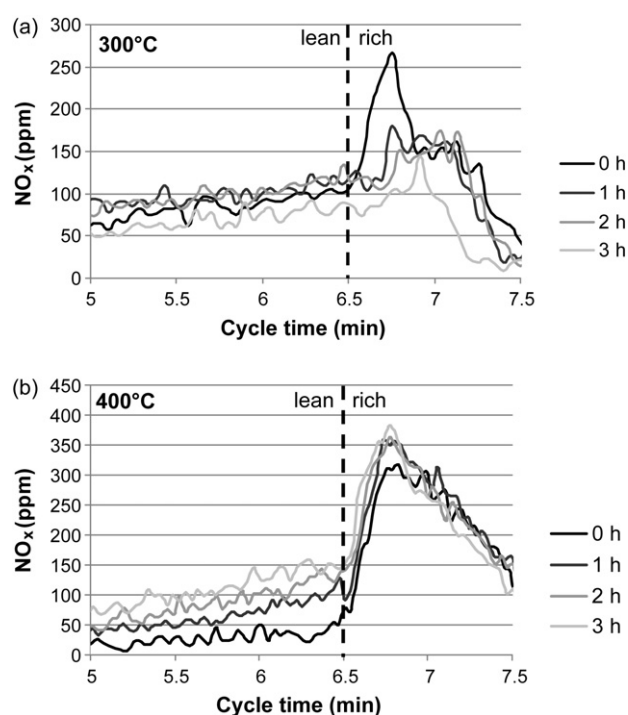 (a)
300°C
lean
rich
NOx (ppm)
300
250
200
150
100
50
0
5
5.5
6
6.5
7
7.5
Cycle time (min)
0 h
1 h
2 h
3 h
(b)
400°C
lean
rich
NOx (ppm)
450
400
350
300
250
200
150
100
50
0
5
5.5
6
6.5
7
7.5
Cycle time (min)
0 h
1 h
2 h
3 h